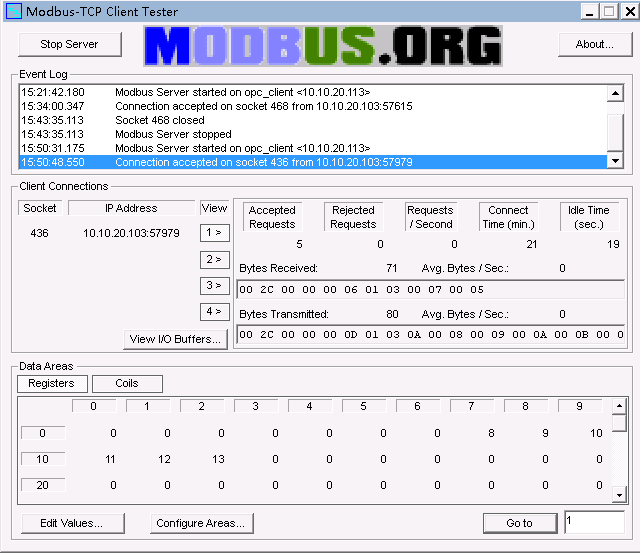 Modbus-TCP Client Tester
Stop Server MODBUS.ORG About...
Event Log
15:21:42.180 Modbus Server started on opc_client <10.10.20.113>
15:34:00.347 Connection accepted on socket 468 from 10.10.20.103:57615
15:43:35.113 Socket 468 closed
15:43:35.113 Modbus Server stopped
15:50:31.175 Modbus Server started on opc_client <10.10.20.113>
15:50:48.550 Connection accepted on socket 436 from 10.10.20.103:57979
Client Connections
Socket IP Address View
436 10.10.20.103:57979 1 >
2 >
3 >
4 >
View I/O Buffers...
Accepted Requests Rejected Requests Requests / Second Connect Time (min.) Idle Time (sec.)
5 0 0 21 19
Bytes Received: 71 Avg. Bytes / Sec.: 0
00 2C 00 00 00 06 01 03 00 07 00 05
Bytes Transmitted: 80 Avg. Bytes / Sec.: 0
00 2C 00 00 00 0D 01 03 0A 00 08 00 09 00 0A 00 0B 00 0
Data Areas
Registers Coils
0 1 2 3 4 5 6 7 8 9
0 0 0 0 0 0 0 0 8 9 10
10 11 12 13 0 0 0 0 0 0 0
20 0 0 0 0 0 0 0 0 0 0
Edit Values... Configure Areas... Go to 1